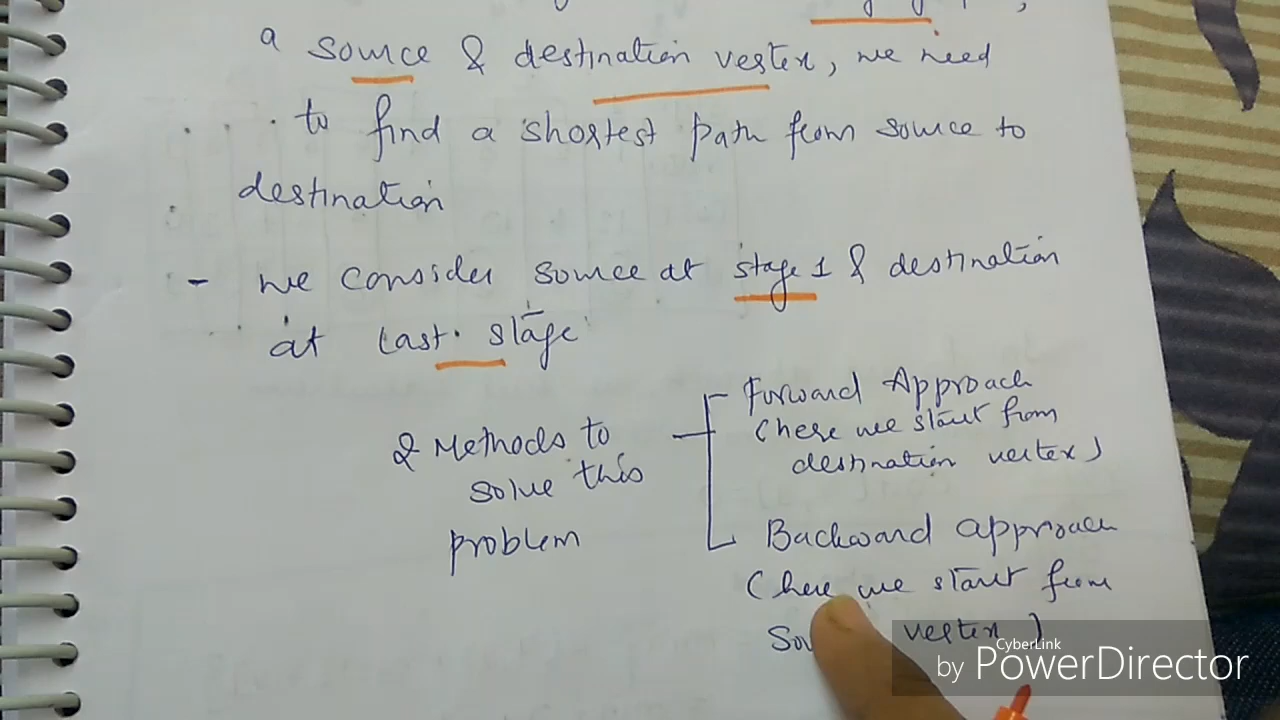 a source & destination vertex, we need
to find a shortest path from source to
destination
- we consider source at stage 1 & destination
at last stage
2 Methods to
solve this
problem
Forward Approach
(here we start from
destination vertex)
Backward approach
(here we start from
vertex)
CyberLink
by PowerDirector